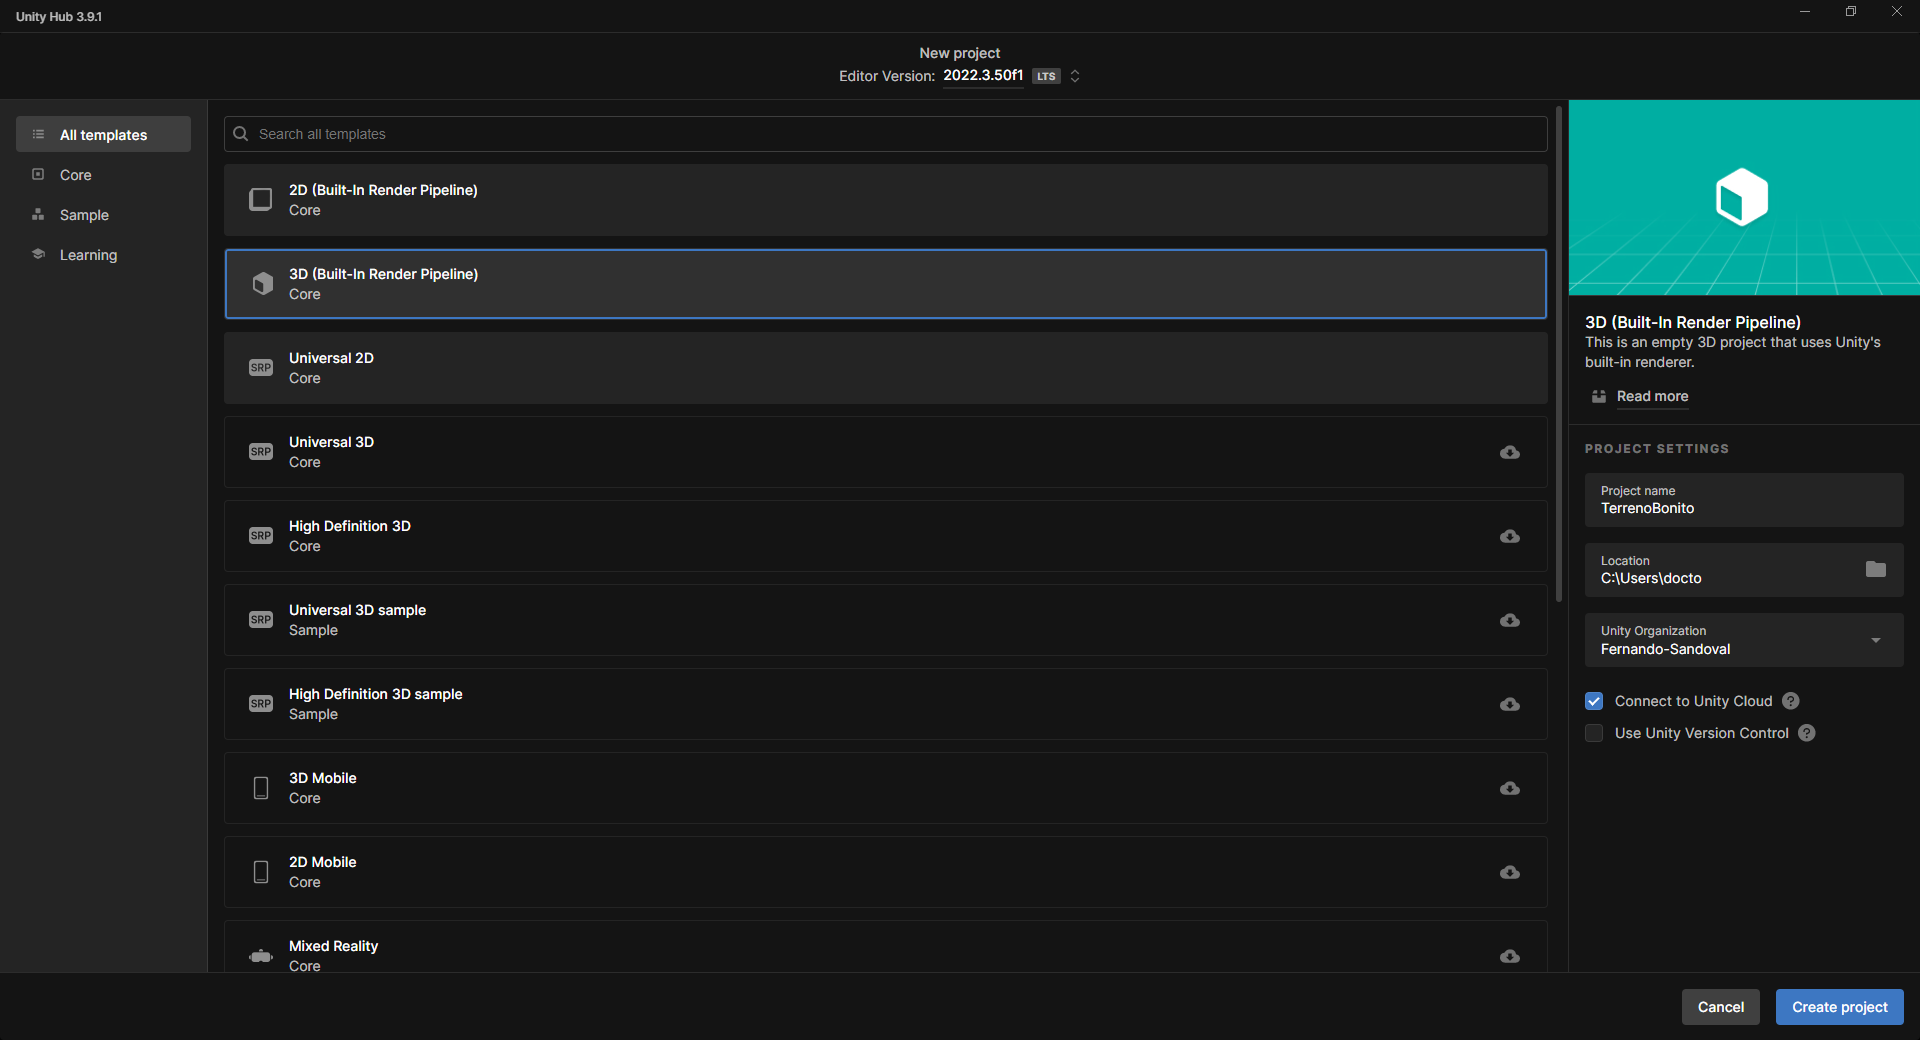 Unity Hub 3.9.1
New project
Editor Version: 2022.3.50f1 LTS
All templates
Core
Sample
Learning
Search all templates
2D (Built-In Render Pipeline)
Core
3D (Built-In Render Pipeline)
Core
SRP
Universal 2D
Core
SRP
Universal 3D
Core
SRP
High Definition 3D
Core
SRP
Universal 3D sample
Sample
SRP
High Definition 3D sample
Sample
3D Mobile
Core
2D Mobile
Core
Mixed Reality
Core
3D (Built-In Render Pipeline)
This is an empty 3D project that uses Unity's
built-in renderer.
Read more
PROJECT SETTINGS
Project name
TerrenoBonito
Location
C:\Users\docto
Unity Organization
Fernando-Sandoval
Connect to Unity Cloud ?
Use Unity Version Control ?
Cancel
Create project